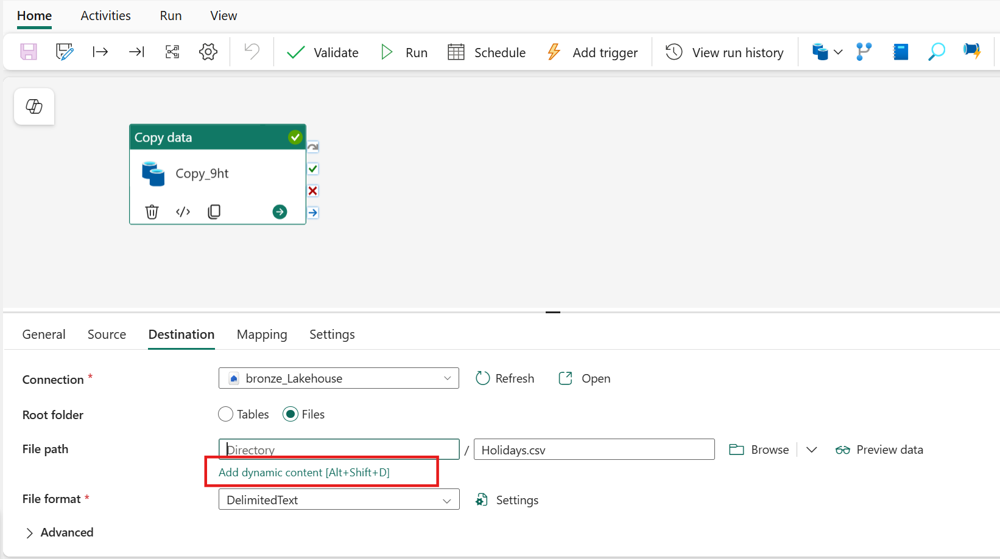 Home Activities Run View
Validate Run Schedule Add trigger View run history
Copy data
Copy_9ht
General Source Destination Mapping Settings
Connection * bronze_Lakehouse Refresh Open
Root folder Tables Files
File path Directory / Holidays.csv Browse Preview data
Add dynamic content [Alt+Shift+D]
File format * DelimitedText Settings
Advanced